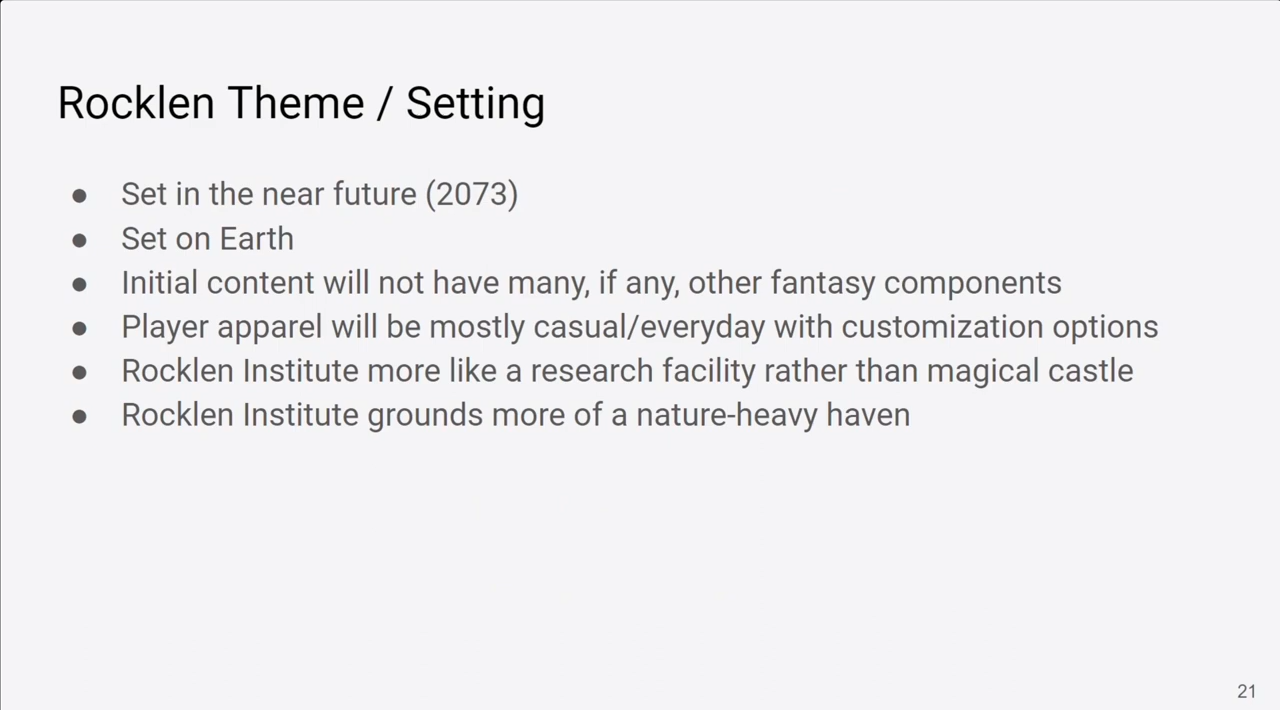 Rocklen Theme / Setting
● Set in the near future (2073)
● Set on Earth
● Initial content will not have many, if any, other fantasy components
● Player apparel will be mostly casual/everyday with customization options
● Rocklen Institute more like a research facility rather than magical castle
● Rocklen Institute grounds more of a nature-heavy haven
21